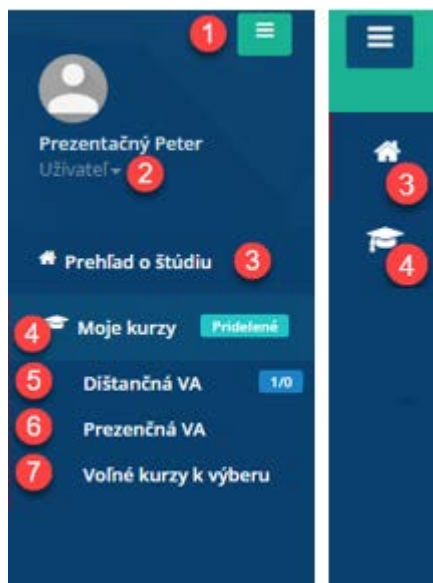 1
Prezentačný Peter
Užívateľ 2
Prehľad o štúdiu 3
4 Moje kurzy Pridelené
5 Dištančná VA 1/0
6 Prezenčná VA
7 Voľné kurzy k výberu
3
4